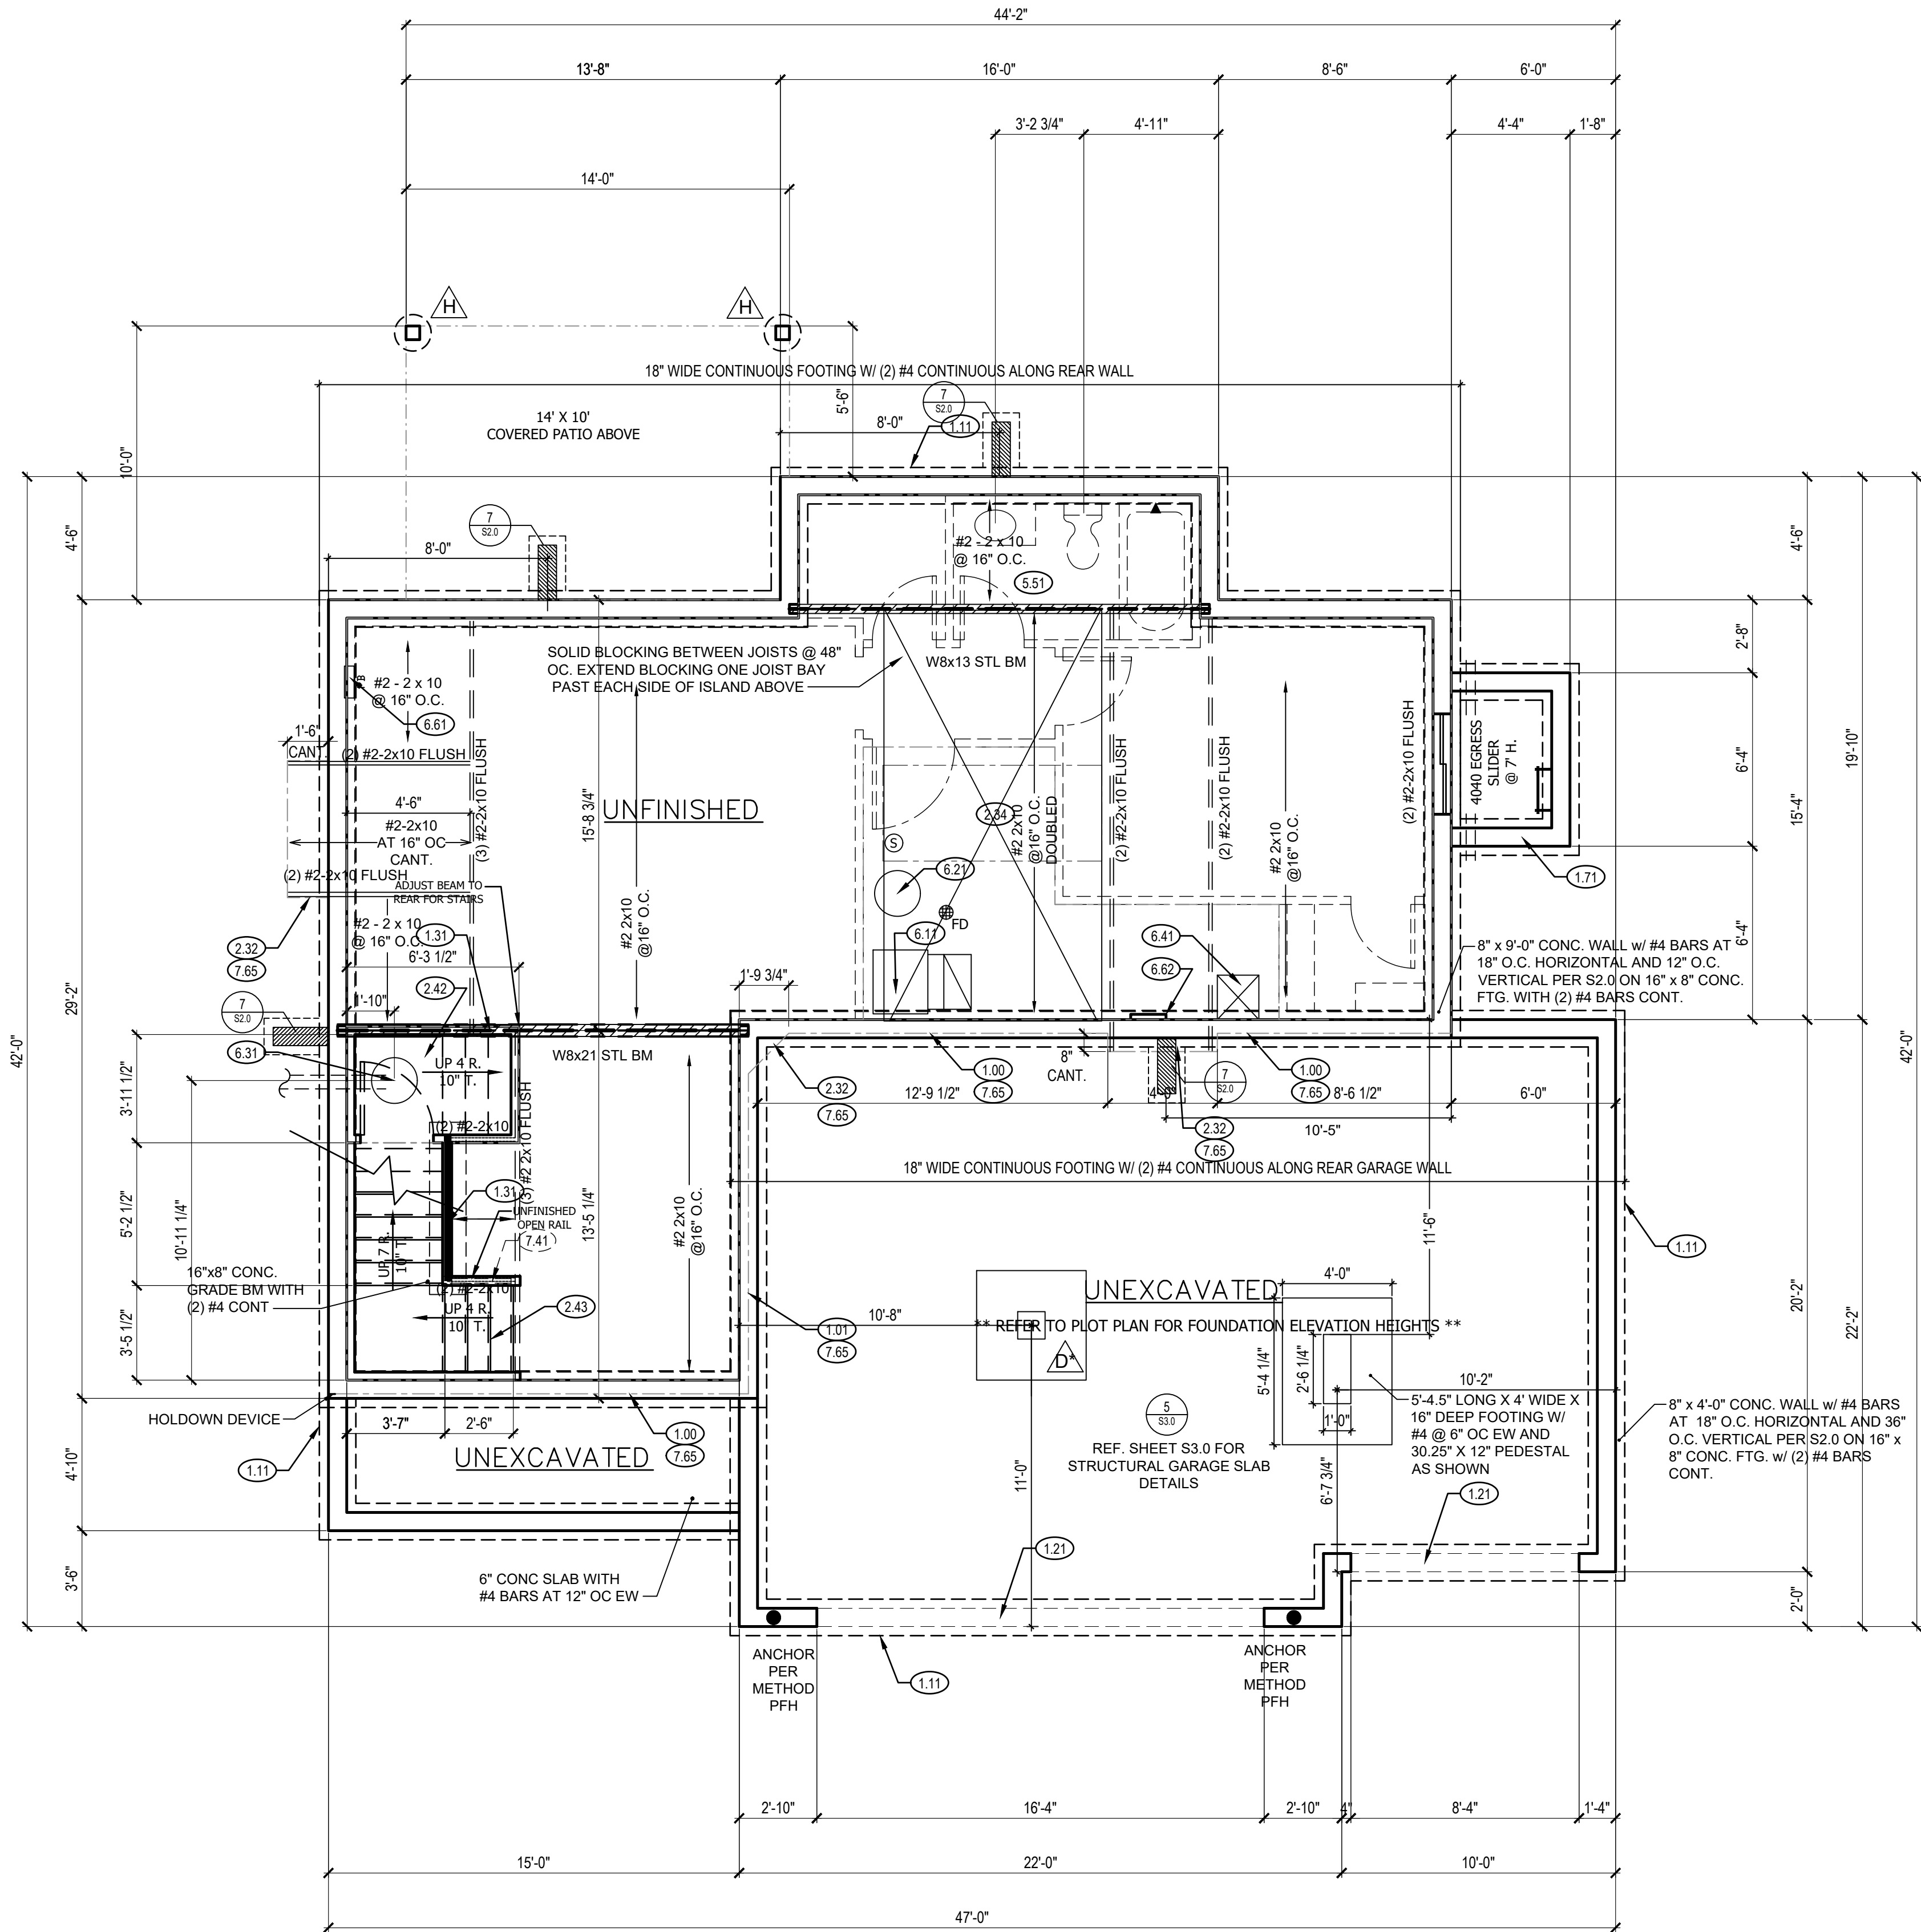 44'-2"
13'-8"
16'-0"
8'-6"
6'-0"
3'-2 3/4"
4'-11"
4'-4"
1'-8"
14'-0"
H
H
18" WIDE CONTINUOUS FOOTING W/ (2) #4 CONTINUOUS ALONG REAR WALL
14' X 10'
COVERED PATIO ABOVE
10'-0"
5'-6"
7
S2.0
8'-0"
1.11
7
S2.0
8'-0"
4'-6"
4'-6"
#2 - 2 x 10
@ 16" O.C.
5.51
SOLID BLOCKING BETWEEN JOISTS @ 48"
OC. EXTEND BLOCKING ONE JOIST BAY
PAST EACH SIDE OF ISLAND ABOVE
W8x13 STL BM
#2 - 2 x 10
@ 16" O.C.
6.61
1'-6"
CANT.
(2) #2-2x10 FLUSH
(3) #2-2x10 FLUSH
4'-6"
#2-2x10
AT 16" OC
CANT.
(2) #2-2x10 FLUSH
ADJUST BEAM TO
REAR FOR STAIRS
15'-8 3/4"
UNFINISHED
#2 2x10
@16" O.C.
2.34
#2 2x10
@16" O.C.
DOUBLED
(2) #2-2x10 FLUSH
(2) #2-2x10 FLUSH
#2 2x10
@16" O.C.
(2) #2-2x10 FLUSH
4040 EGRESS
SLIDER
@ 7' H.
2'-8"
6'-4"
6'-4"
15'-4"
19'-10"
1.71
S
6.21
FD
6.11
6.41
6.62
2.32
7.65
#2 - 2 x 10
@ 16" O.C.
1.31
6'-3 1/2"
2.42
1'-10"
7
S2.0
6.31
1'-9 3/4"
8" x 9'-0" CONC. WALL w/ #4 BARS AT
18" O.C. HORIZONTAL AND 12" O.C.
VERTICAL PER S2.0 ON 16" x 8" CONC.
FTG. WITH (2) #4 BARS CONT.
29'-2"
42'-0"
42'-0"
W8x21 STL BM
UP 4 R.
10" T.
3'-11 1/2"
2.32
7.65
1.00
7.65
8"
CANT.
7
S2.0
1.00
7.65
12'-9 1/2"
4'-0"
8'-6 1/2"
6'-0"
10'-5"
2.32
7.65
(2) #2-2x10
(3) #2 2x10 FLUSH
18" WIDE CONTINUOUS FOOTING W/ (2) #4 CONTINUOUS ALONG REAR GARAGE WALL
5'-2 1/2"
10'-11 1/4"
1.31
UNFINISHED
OPEN RAIL
7.41
13'-5 1/4"
#2 2x10
@16" O.C.
11'-6"
1.11
UP 7 R.
10" T.
16"x8" CONC.
GRADE BM WITH
(2) #4 CONT
(2) #2-2x10
UP 4 R.
10" T.
2.43
3'-5 1/2"
UNEXCAVATED
4'-0"
10'-8"
** REFER TO PLOT PLAN FOR FOUNDATION ELEVATION HEIGHTS **
1.01
7.65
D*
5'-4 1/4"
2'-6 1/4"
1'-0"
10'-2"
20'-2"
22'-2"
5
S3.0
REF. SHEET S3.0 FOR
STRUCTURAL GARAGE SLAB
DETAILS
5'-4.5" LONG X 4' WIDE X
16" DEEP FOOTING W/
#4 @ 6" OC EW AND
30.25" X 12" PEDESTAL
AS SHOWN
8" x 4'-0" CONC. WALL w/ #4 BARS
AT 18" O.C. HORIZONTAL AND 36"
O.C. VERTICAL PER S2.0 ON 16" x
8" CONC. FTG. w/ (2) #4 BARS
CONT.
HOLDOWN DEVICE
3'-7"
2'-6"
1.00
7.65
UNEXCAVATED
1.11
4'-10"
11'-0"
6'-7 3/4"
1.21
1.21
3'-6"
6" CONC SLAB WITH
#4 BARS AT 12" OC EW
2'-0"
ANCHOR
PER
METHOD
PFH
1.11
ANCHOR
PER
METHOD
PFH
2'-10"
16'-4"
2'-10"
4"
8'-4"
1'-4"
15'-0"
22'-0"
10'-0"
47'-0"